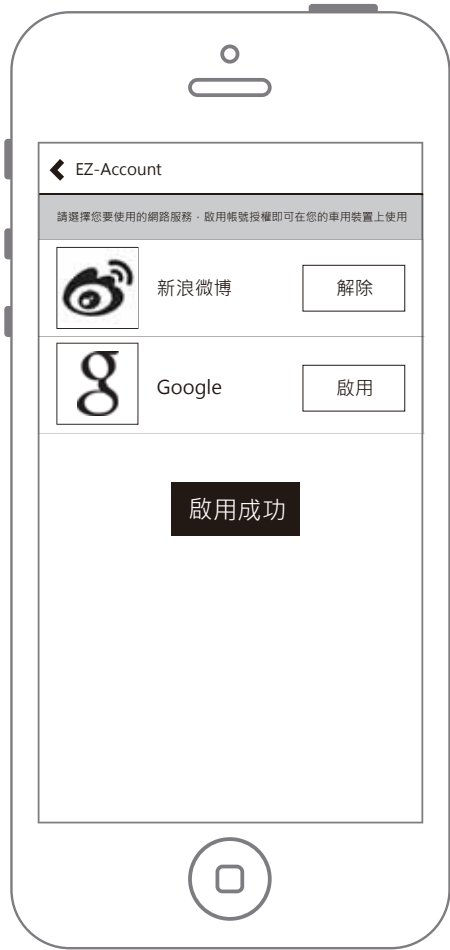 EZ-Account
請選擇您要使用的網路服務，啟用帳號授權即可在您的車用裝置上使用
新浪微博 解除
g
Google 啟用
啟用成功